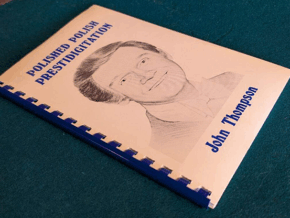 POLISHED POLISH
PRESTIDIGITATION
John Thompson